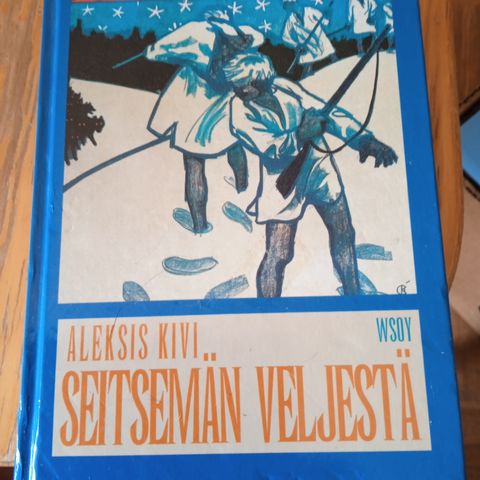 ALEKSIS KIVI WSOY
SEITSEMÄN VELJESTÄ